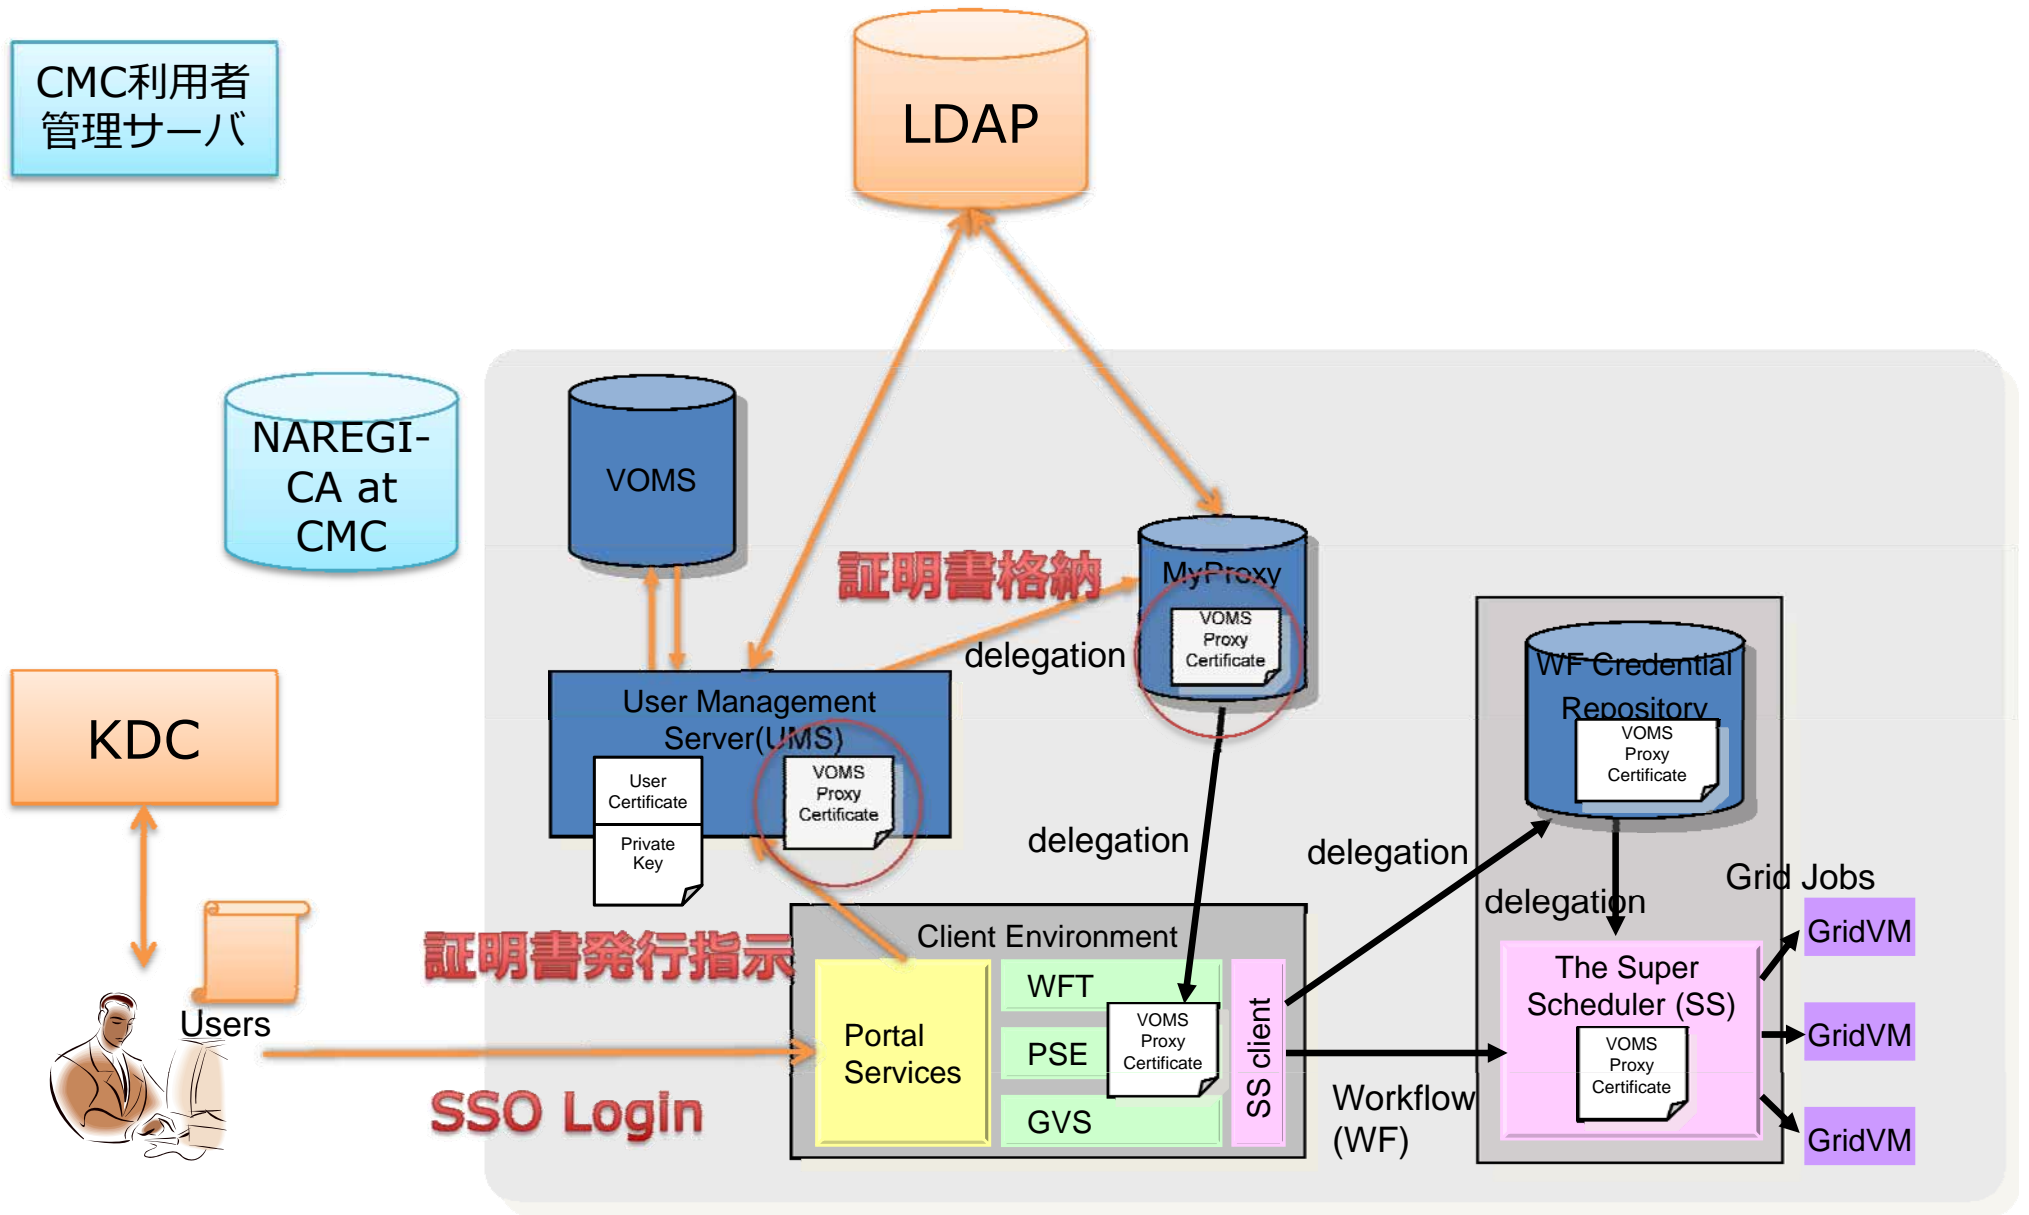 CMC利用者
管理サーバ
LDAP
NAREGI-
CA at
CMC
VOMS
証明書格納
MyProxy
VOMS
Proxy
Certificate
delegation
WF Credential
Repository
VOMS
Proxy
Certificate
KDC
User Management
Server(UMS)
User
Certificate
Private
Key
VOMS
Proxy
Certificate
delegation
delegation
delegation
Grid Jobs
GridVM
GridVM
GridVM
証明書発行指示
Client Environment
Users
Portal
Services
WFT
PSE
GVS
VOMS
Proxy
Certificate
SS client
The Super
Scheduler (SS)
VOMS
Proxy
Certificate
SSO Login
Workflow
(WF)